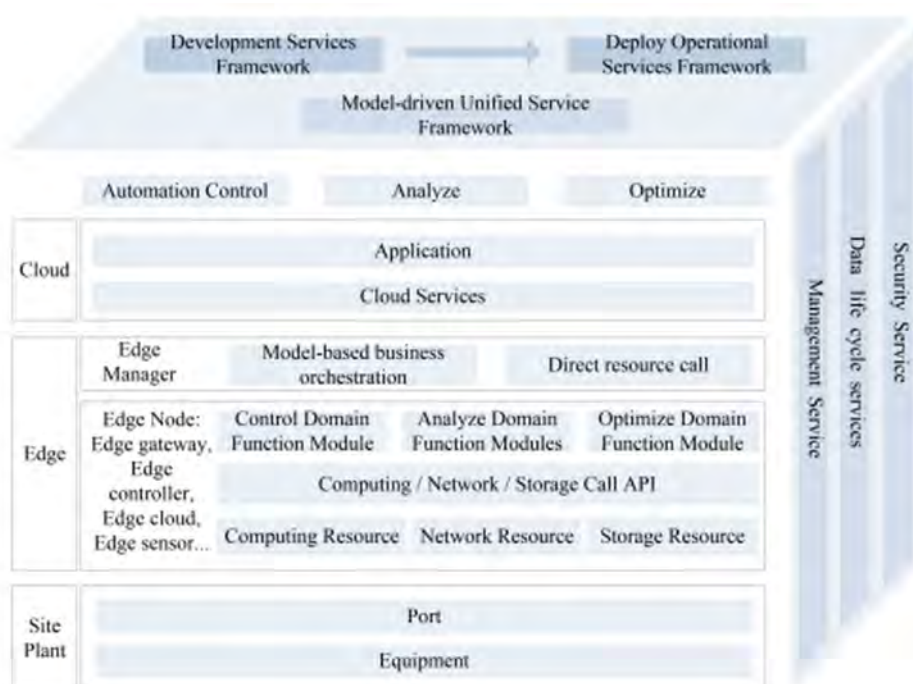 Development Services
Framework
Deploy Operational
Services Framework
Model-driven Unified Service
Framework
Automation Control
Analyze
Optimize
Cloud
Application
Cloud Services
Edge
Edge
Manager
Model-based business
orchestration
Direct resource call
Edge Node:
Edge gateway,
Edge
controller,
Edge cloud,
Edge sensor...
Control Domain
Function Module
Analyze Domain
Function Modules
Optimize Domain
Function Module
Computing / Network / Storage Call API
Computing Resource
Network Resource
Storage Resource
Site
Plant
Port
Equipment
Management Service
Data life cycle services
Security Service